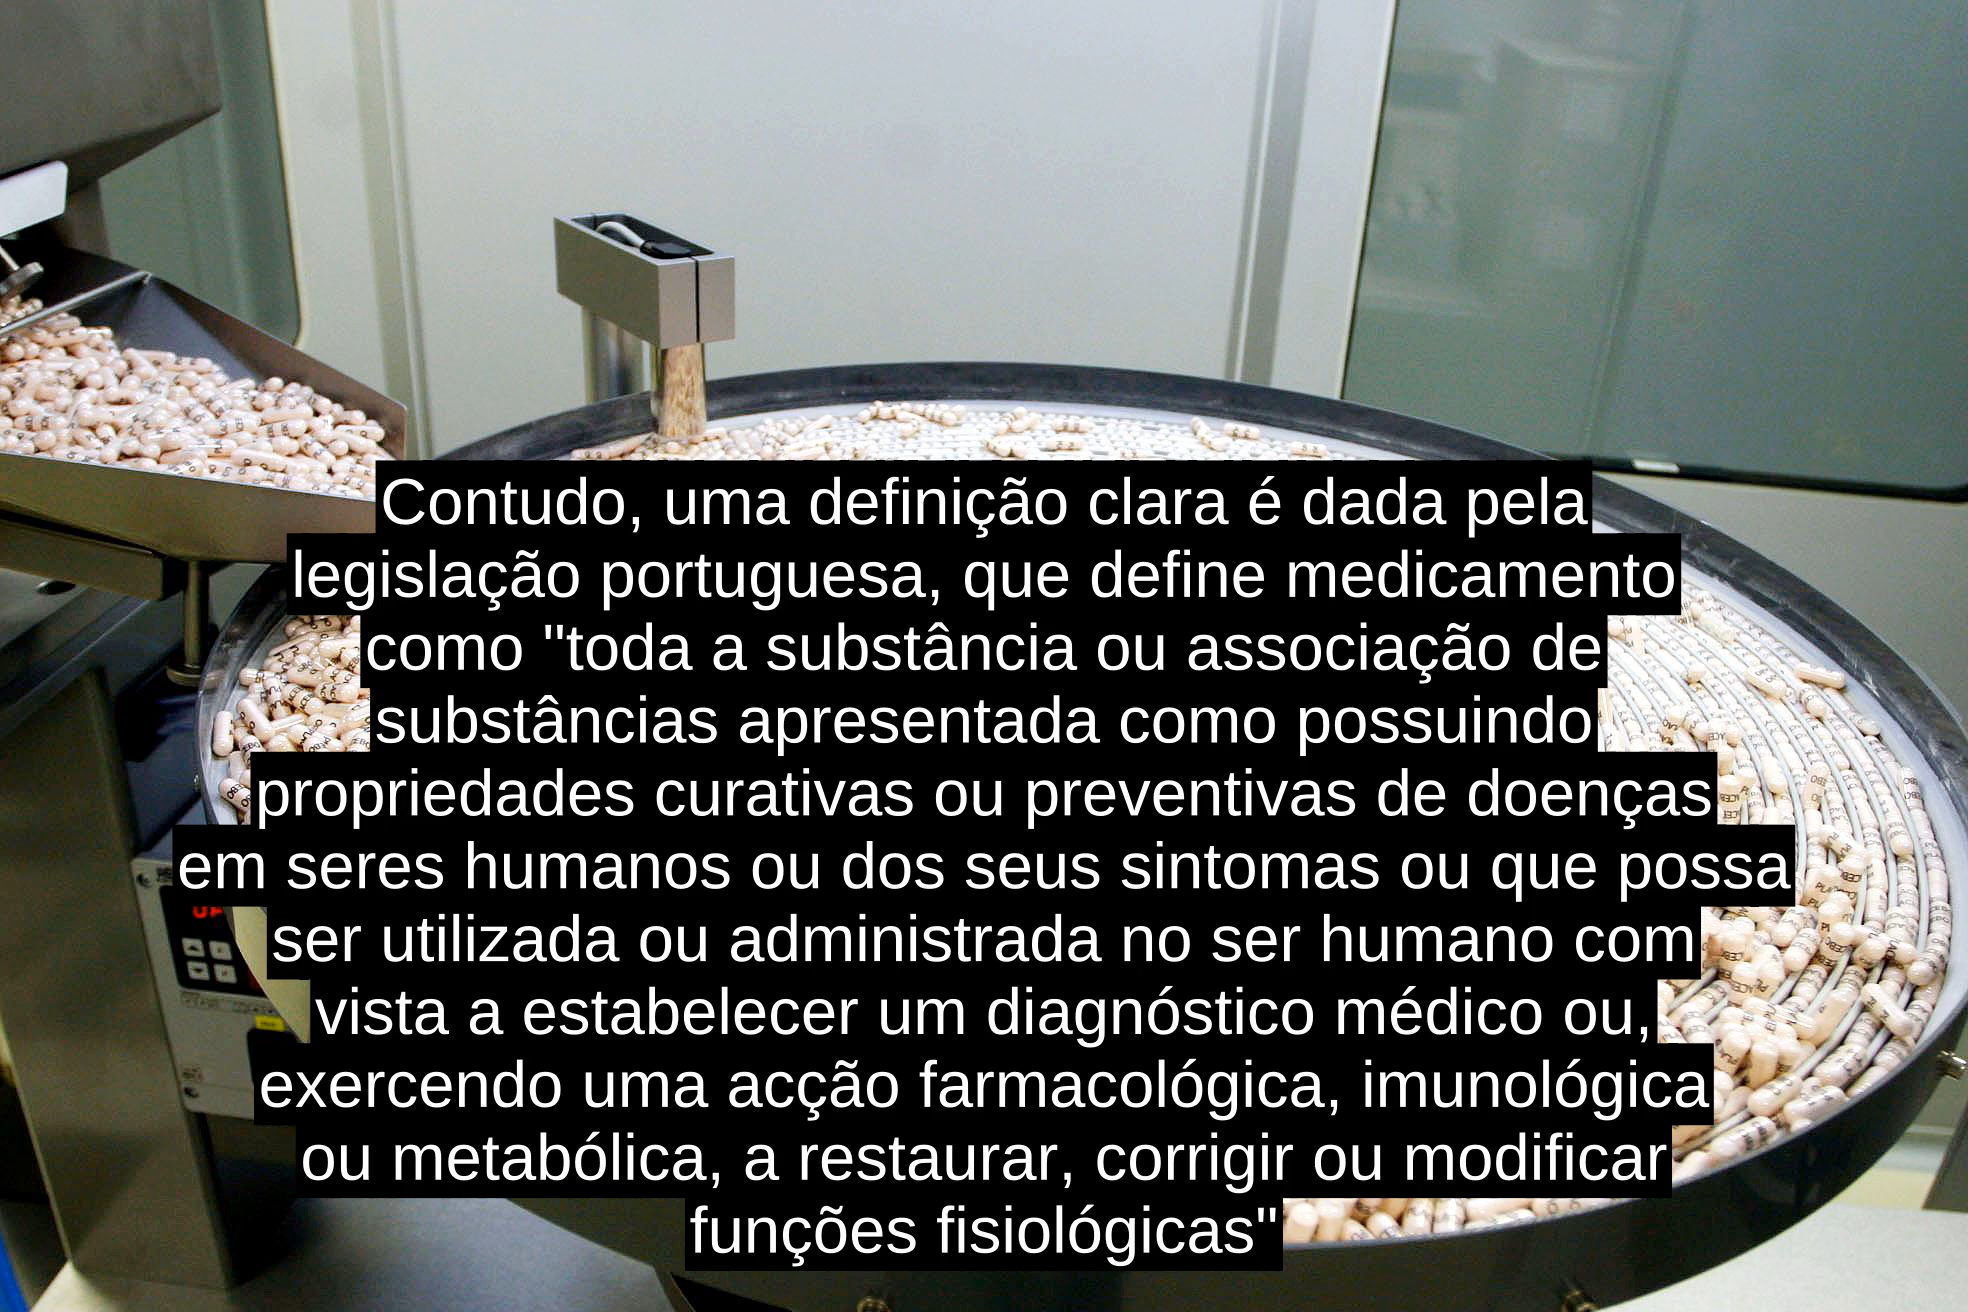 Contudo, uma definição clara é dada pela
legislação portuguesa, que define medicamento
como "toda a substância ou associação de
substâncias apresentada como possuindo
propriedades curativas ou preventivas de doenças
em seres humanos ou dos seus sintomas ou que possa
ser utilizada ou administrada no ser humano com
vista a estabelecer um diagnóstico médico ou,
exercendo uma acção farmacológica, imunológica
ou metabólica, a restaurar, corrigir ou modificar
funções fisiológicas"